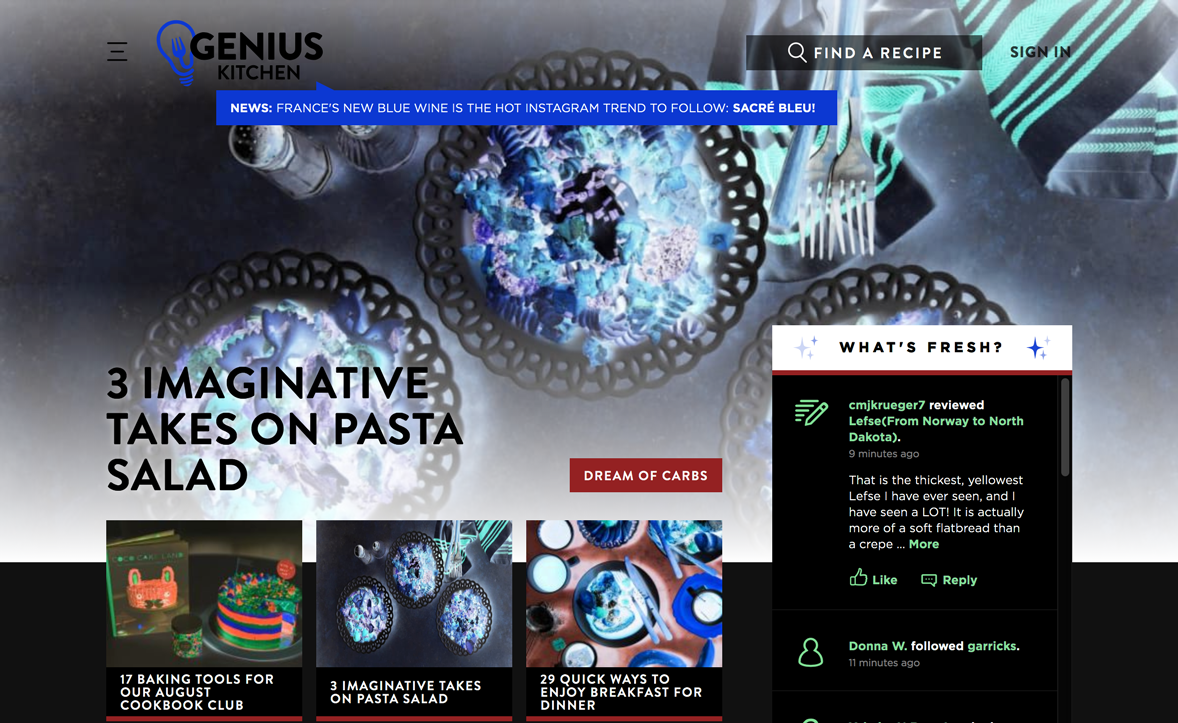 GENIUS
KITCHEN
FIND A RECIPE
SIGN IN
NEWS: FRANCE'S NEW BLUE WINE IS THE HOT INSTAGRAM TREND TO FOLLOW: SACRÉ BLEU!
3 IMAGINATIVE
TAKES ON PASTA
SALAD
DREAM OF CARBS
COCO CAKE LAND
17 BAKING TOOLS FOR
OUR AUGUST
COOKBOOK CLUB
3 IMAGINATIVE TAKES
ON PASTA SALAD
29 QUICK WAYS TO
ENJOY BREAKFAST FOR
DINNER
WHAT'S FRESH?
cmjkrueger7 reviewed
Lefse(From Norway to North
Dakota).
9 minutes ago
That is the thickest, yellowest
Lefse I have ever seen, and I
have seen a LOT! It is actually
more of a soft flatbread than
a crepe ... More
Like
Reply
Donna W. followed garricks.
11 minutes ago